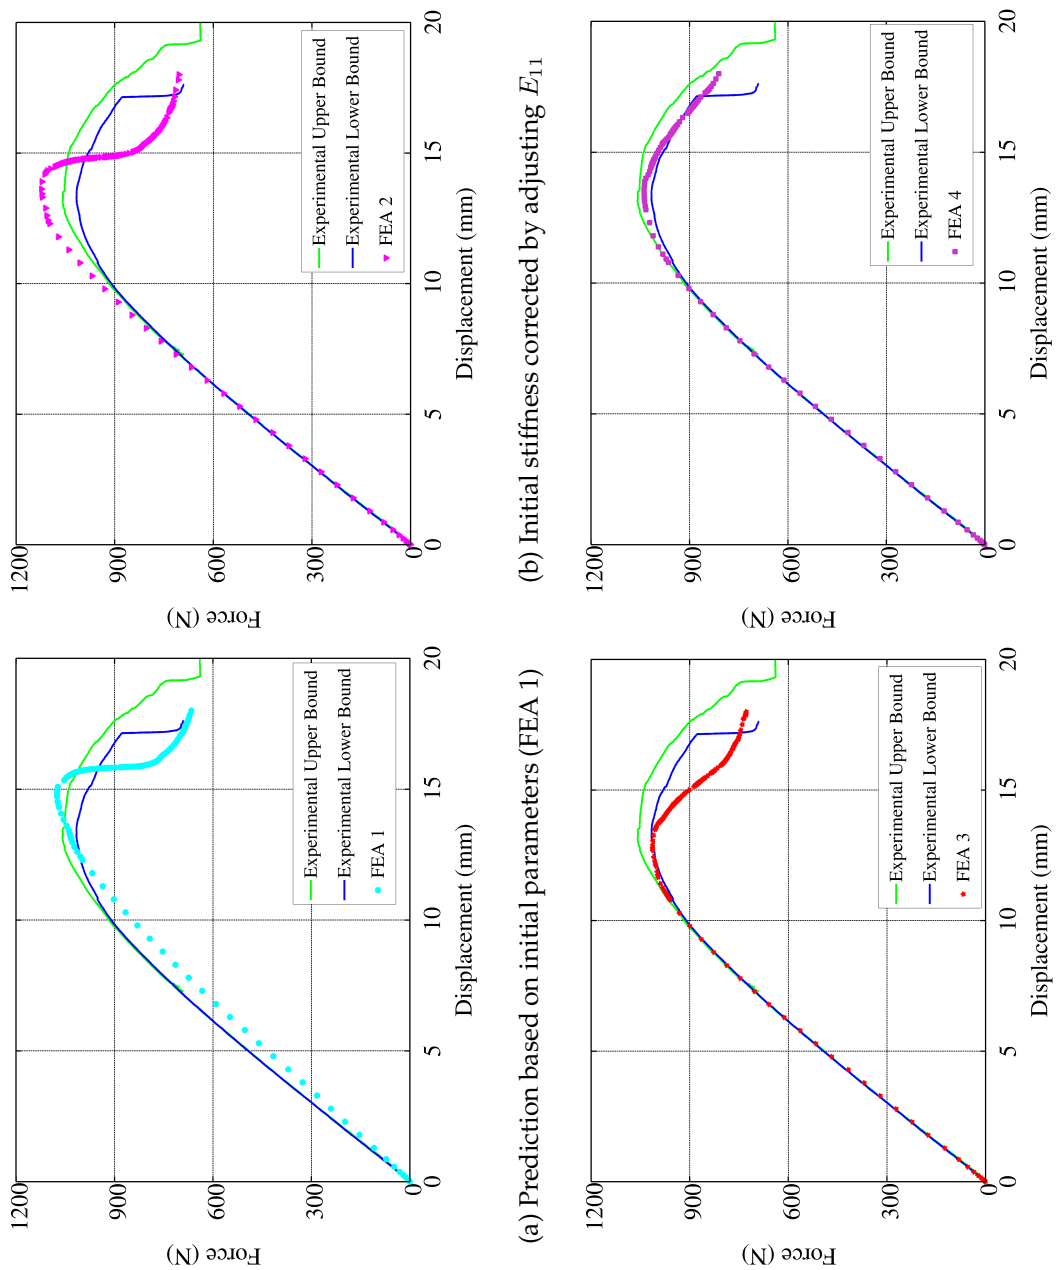 1200
900
600
300
0
0
5
10
15
20
Force (N)
Displacement (mm)
Experimental Upper Bound
Experimental Lower Bound
FEA 1
(a) Prediction based on initial parameters (FEA 1)
1200
900
600
300
0
0
5
10
15
20
Force (N)
Displacement (mm)
Experimental Upper Bound
Experimental Lower Bound
FEA 2
(b) Initial stiffness corrected by adjusting E11
1200
900
600
300
0
0
5
10
15
20
Force (N)
Displacement (mm)
Experimental Upper Bound
Experimental Lower Bound
FEA 3
1200
900
600
300
0
0
5
10
15
20
Force (N)
Displacement (mm)
Experimental Upper Bound
Experimental Lower Bound
FEA 4